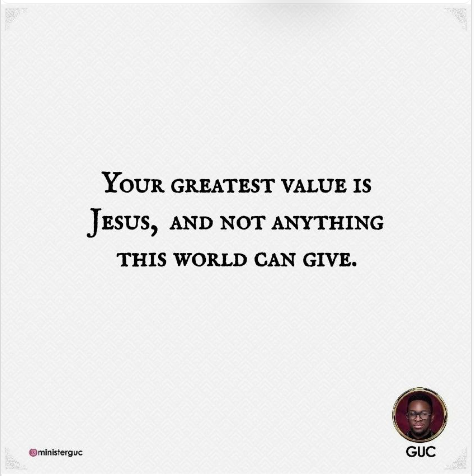 Your greatest value is
Jesus, and not anything
this world can give.
@ministerguc
GUC